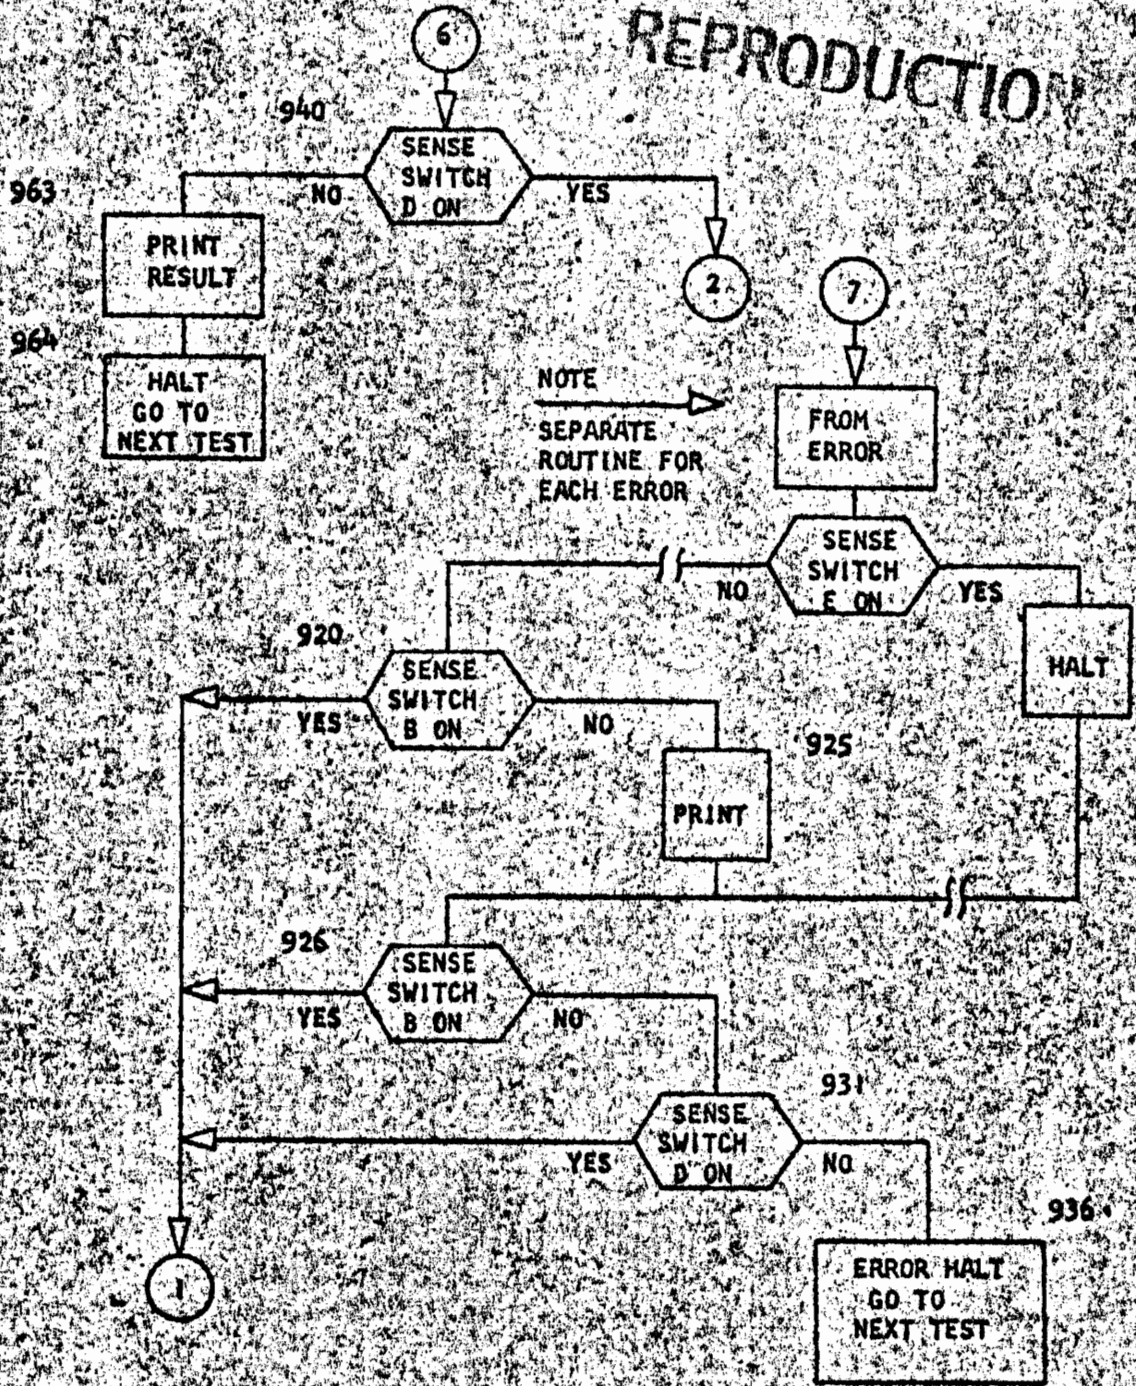 REPRODUCTION
6
940
SENSE
SWITCH
D ON
NO
YES
963
PRINT
RESULT
2
7
964
HALT
GO TO
NEXT TEST
NOTE
SEPARATE
ROUTINE FOR
EACH ERROR
FROM
ERROR
SENSE
SWITCH
E ON
NO
YES
HALT
920
SENSE
SWITCH
B ON
YES
NO
925
PRINT
926
SENSE
SWITCH
B ON
YES
NO
931
SENSE
SWITCH
D ON
YES
NO
936
1
ERROR HALT
GO TO
NEXT TEST